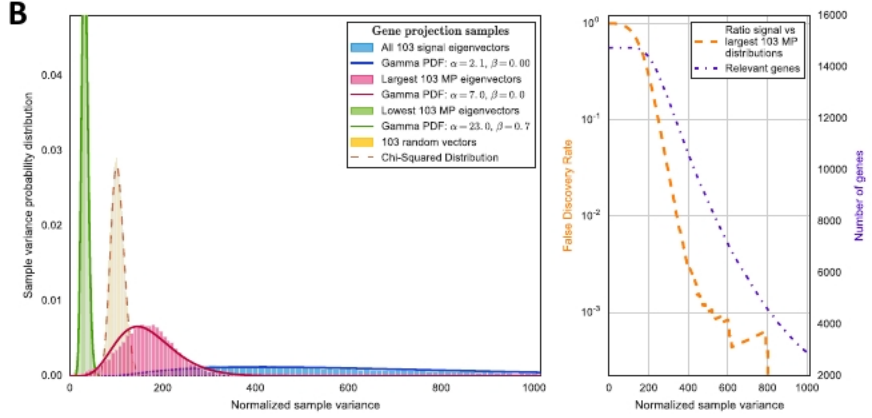 B
Gene projection samples
All 103 signal eigenvectors
Gamma PDF: α = 2.1, β = 0.00
Largest 103 MP eigenvectors
Gamma PDF: α = 7.0, β = 0.0
Lowest 103 MP eigenvectors
Gamma PDF: α = 23.0, β = 0.7
103 random vectors
Chi-Squared Distribution
Sample variance probability distribution
0.04
0.03
0.02
0.01
0.00
0
200
400
600
800
1000
Normalized sample variance
Ratio signal vs
largest 103 MP
distributions
Relevant genes
False Discovery Rate
10⁰
10⁻¹
10⁻²
10⁻³
16000
14000
12000
10000
8000
6000
4000
2000
Number of genes
0
200
400
600
800
1000
Normalized sample variance